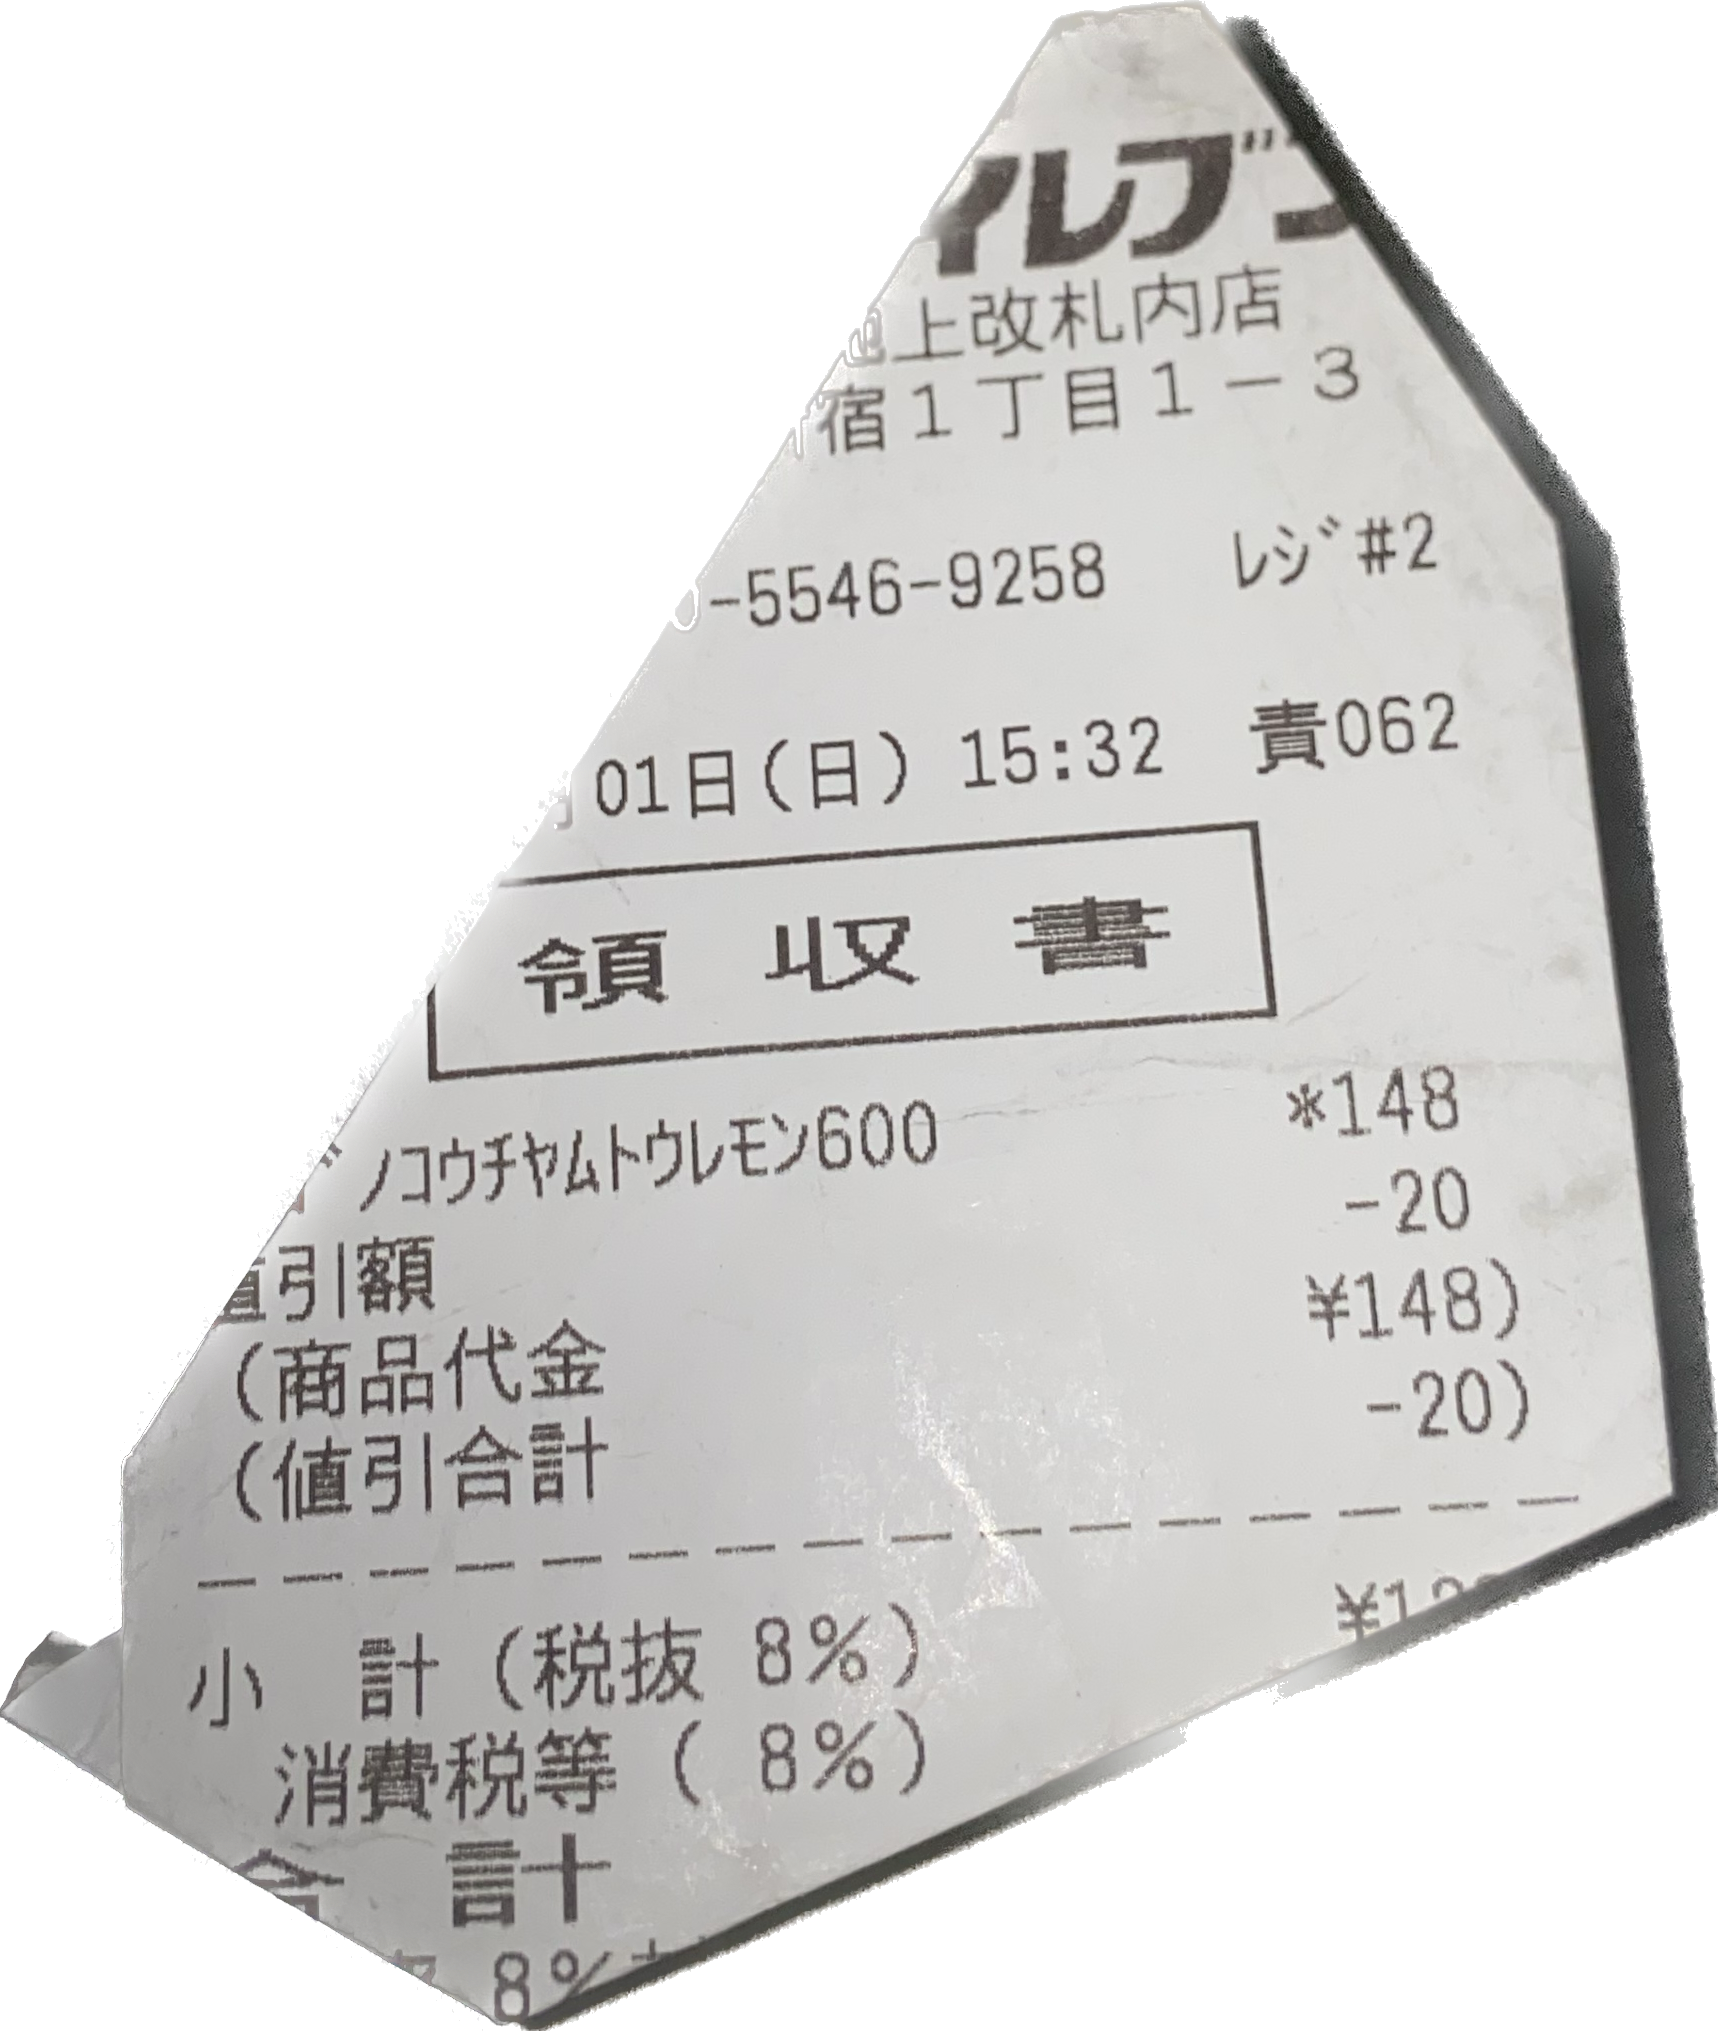 イレブン
上改札内店
宿1丁目1-3
-5546-9258 レジ#2
01日(日) 15:32 責062
領収書
ノコウチヤムトウレモン600 *148
値引額 -20
(商品代金 ¥148)
(値引合計 -20)
小 計(税抜 8%)
消費税等( 8%)
合 計
8%